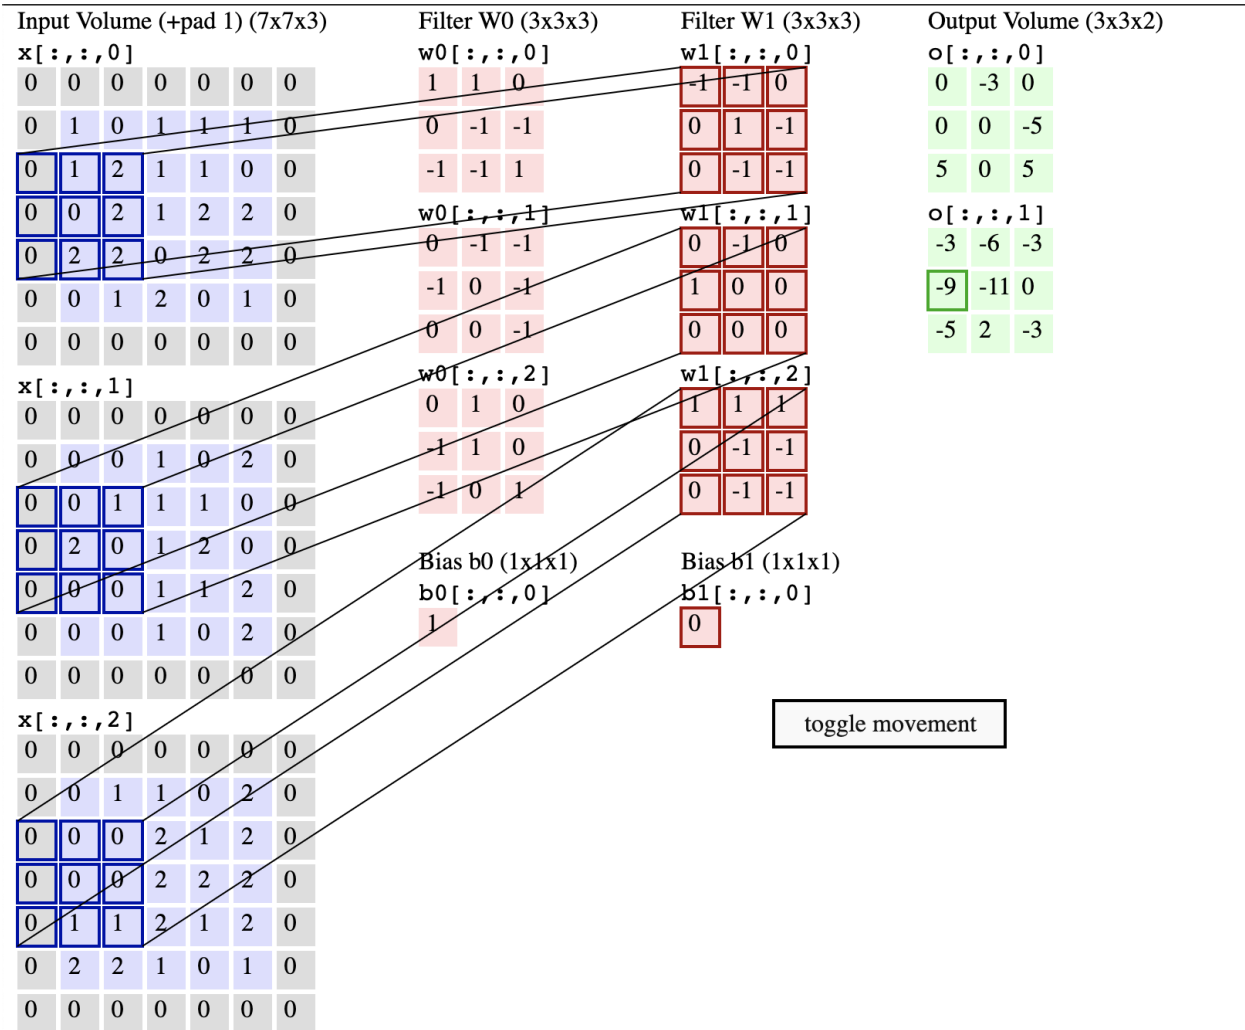 Input Volume (+pad 1) (7x7x3)
x[:,:,0]
0 0 0 0 0 0 0
0 1 0 1 1 1 0
0 1 2 1 1 0 0
0 0 2 1 2 2 0
0 2 2 0 2 2 0
0 0 1 2 0 1 0
0 0 0 0 0 0 0
x[:,:,1]
0 0 0 0 0 0 0
0 0 0 1 0 2 0
0 0 1 1 1 0 0
0 2 0 1 2 0 0
0 0 0 1 1 2 0
0 0 0 1 0 2 0
0 0 0 0 0 0 0
x[:,:,2]
0 0 0 0 0 0 0
0 0 1 1 0 2 0
0 0 0 2 1 2 0
0 0 0 2 2 2 0
0 1 1 2 1 2 0
0 2 2 1 0 1 0
0 0 0 0 0 0 0
Filter W0 (3x3x3)
w0[:,:,0]
1 1 0
0 -1 -1
-1 -1 1
w0[:,:,1]
0 -1 -1
-1 0 -1
0 0 -1
w0[:,:,2]
0 1 0
-1 1 0
-1 0 1
Bias b0 (1x1x1)
b0[:,:,0]
1
Filter W1 (3x3x3)
w1[:,:,0]
-1 -1 0
0 1 -1
0 -1 -1
w1[:,:,1]
0 -1 0
1 0 0
0 0 0
w1[:,:,2]
1 1 1
0 -1 -1
0 -1 -1
Bias b1 (1x1x1)
b1[:,:,0]
0
Output Volume (3x3x2)
o[:,:,0]
0 -3 0
0 0 -5
5 0 5
o[:,:,1]
-3 -6 -3
-9 -11 0
-5 2 -3
toggle movement